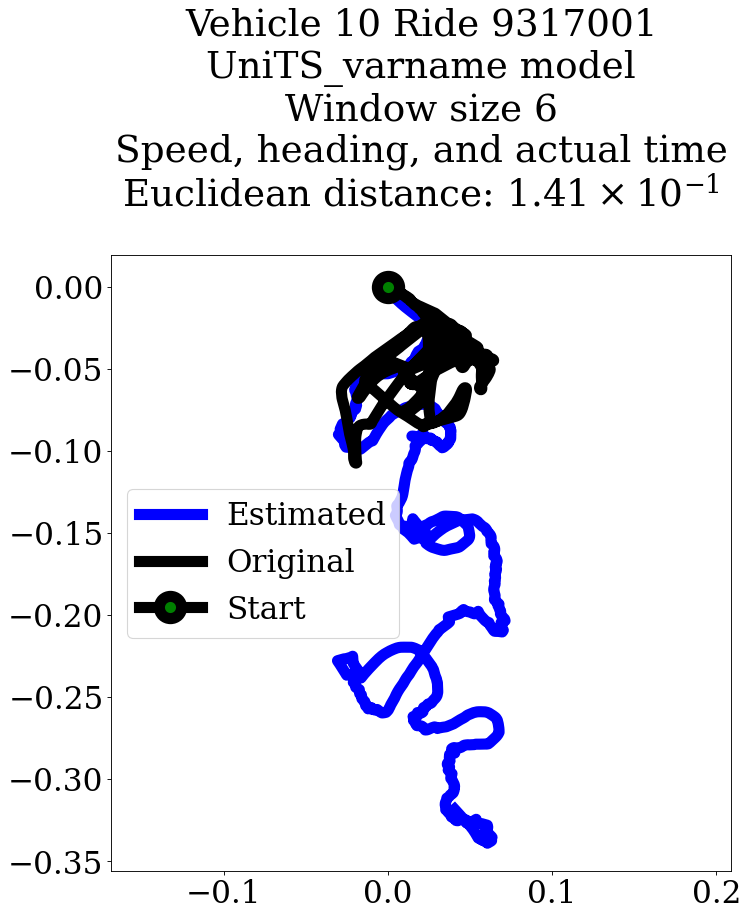 Vehicle 10 Ride 9317001
UniTS_varname model
Window size 6
Speed, heading, and actual time
Euclidean distance: 1.41 × 10⁻¹
0.00
−0.05
−0.10
−0.15
−0.20
−0.25
−0.30
−0.35
Estimated
Original
Start
−0.1 0.0 0.1 0.2